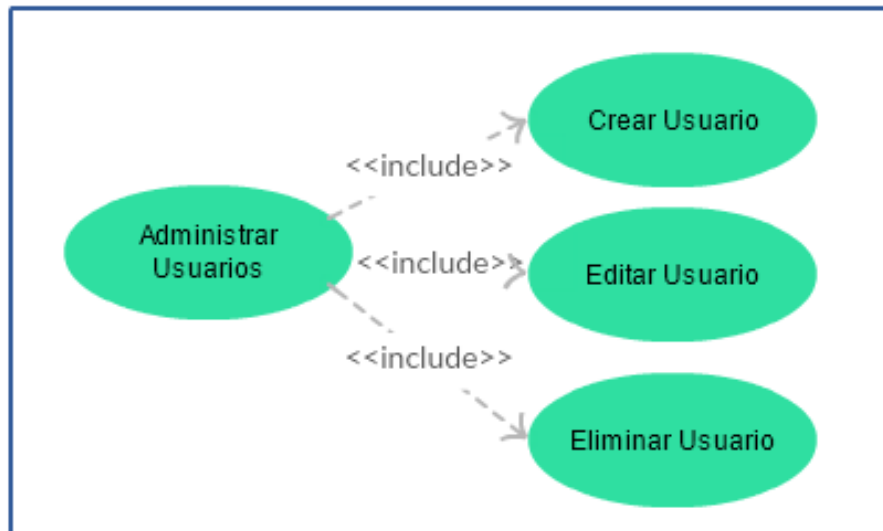 Crear Usuario
<<include>>
Administrar
Usuarios
<<include>>
Editar Usuario
<<include>>
Eliminar Usuario